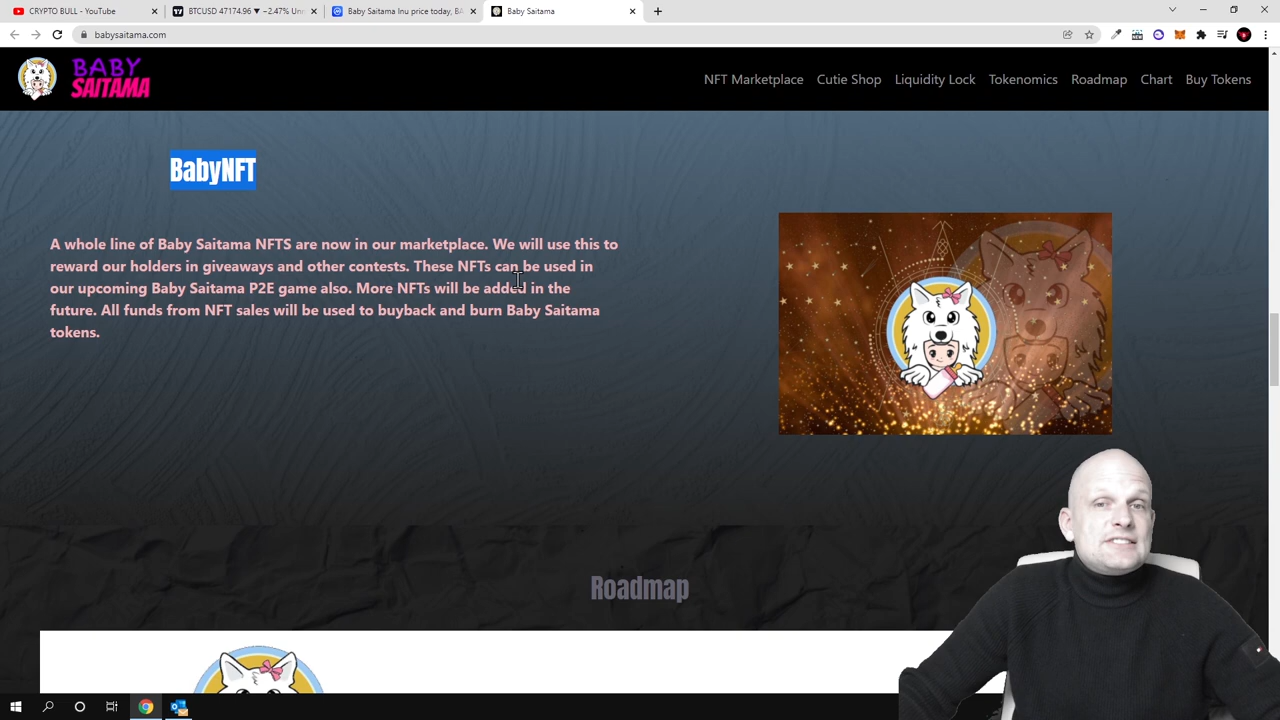 CRYPTO BULL - YouTube
BTCUSD 47174.96 ▼ −2.47% Un
Baby Saitama Inu price today, BA
Baby Saitama
babysaitama.com
BABY
SAITAMA
NFT Marketplace
Cutie Shop
Liquidity Lock
Tokenomics
Roadmap
Chart
Buy Tokens
BabyNFT
A whole line of Baby Saitama NFTS are now in our marketplace. We will use this to
reward our holders in giveaways and other contests. These NFTs can be used in
our upcoming Baby Saitama P2E game also. More NFTs will be added in the
future. All funds from NFT sales will be used to buyback and burn Baby Saitama
tokens.
Roadmap